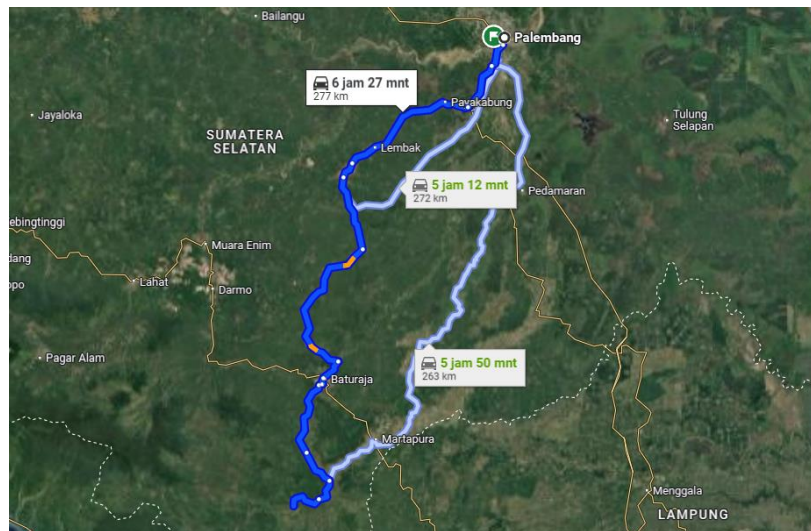 Bailangu
Palembang
6 jam 27 mnt
277 km
Payakabung
Jayaloka
Tulung
Selapan
SUMATERA
SELATAN
Lembak
5 jam 12 mnt
272 km
Pedamaran
ebingtinggi
Muara Enim
dang
Lahat
Darmo
opo
Pagar Alam
5 jam 50 mnt
263 km
Baturaja
Martapura
Menggala
LAMPUNG